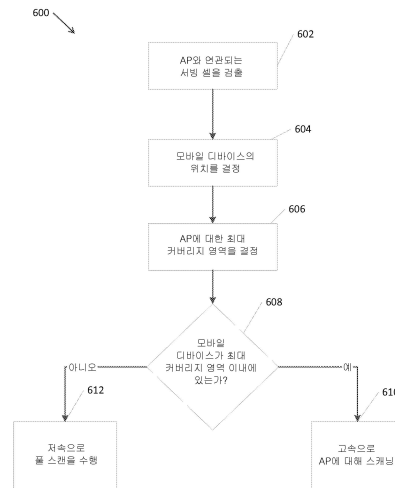 600
602
AP와 연관되는
서빙 셀을 검출
604
모바일 디바이스의
위치를 결정
606
AP에 대한 최대
커버리지 영역을 결정
608
모바일
디바이스가 최대
커버리지 영역 이내에
있는가?
아니오
예
612
610
저속으로
풀 스캔을 수행
고속으로
AP에 대해 스캐닝